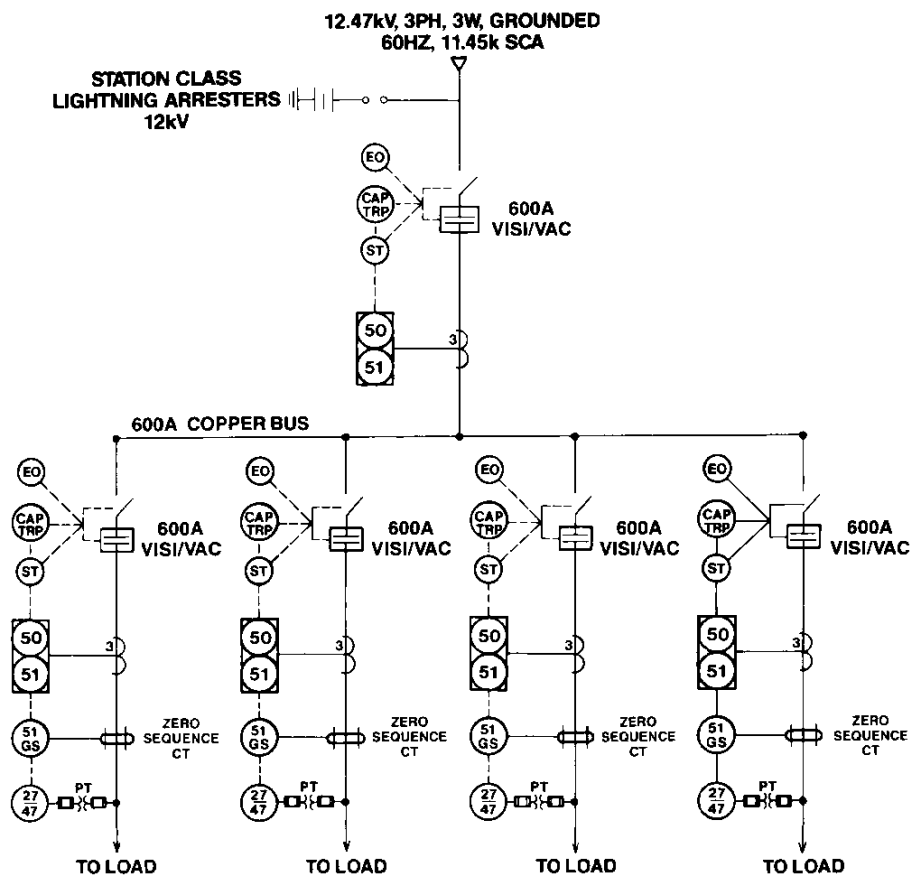 12.47kV, 3PH, 3W, GROUNDED
60HZ, 11.45k SCA
STATION CLASS
LIGHTNING ARRESTERS
12kV
EO
CAP
TRP
ST
600A
VISI/VAC
50
51
3
600A COPPER BUS
EO
CAP
TRP
ST
600A
VISI/VAC
50
51
3
51
GS
ZERO
SEQUENCE
CT
27
47
PT
TO LOAD
EO
CAP
TRP
ST
600A
VISI/VAC
50
51
3
51
GS
ZERO
SEQUENCE
CT
27
47
PT
TO LOAD
EO
CAP
TRP
ST
600A
VISI/VAC
50
51
3
51
GS
ZERO
SEQUENCE
CT
27
47
PT
TO LOAD
EO
CAP
TRP
ST
600A
VISI/VAC
50
51
3
51
GS
ZERO
SEQUENCE
CT
27
47
PT
TO LOAD